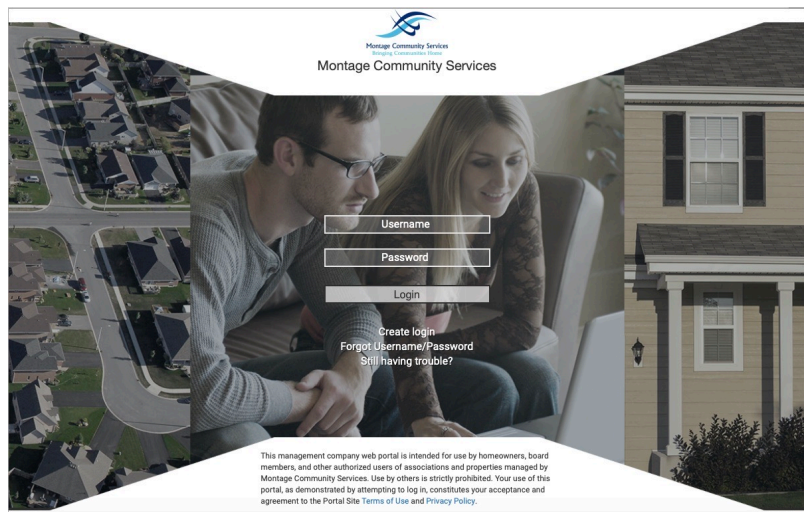 Montage Community Services
Bringing Communities Home
Montage Community Services
Username
Password
Login
Create login
Forgot Username/Password
Still having trouble?
This management company web portal is intended for use by homeowners, board
members, and other authorized users of associations and properties managed by
Montage Community Services. Use by others is strictly prohibited. Your use of this
portal, as demonstrated by attempting to log in, constitutes your acceptance and
agreement to the Portal Site Terms of Use and Privacy Policy.